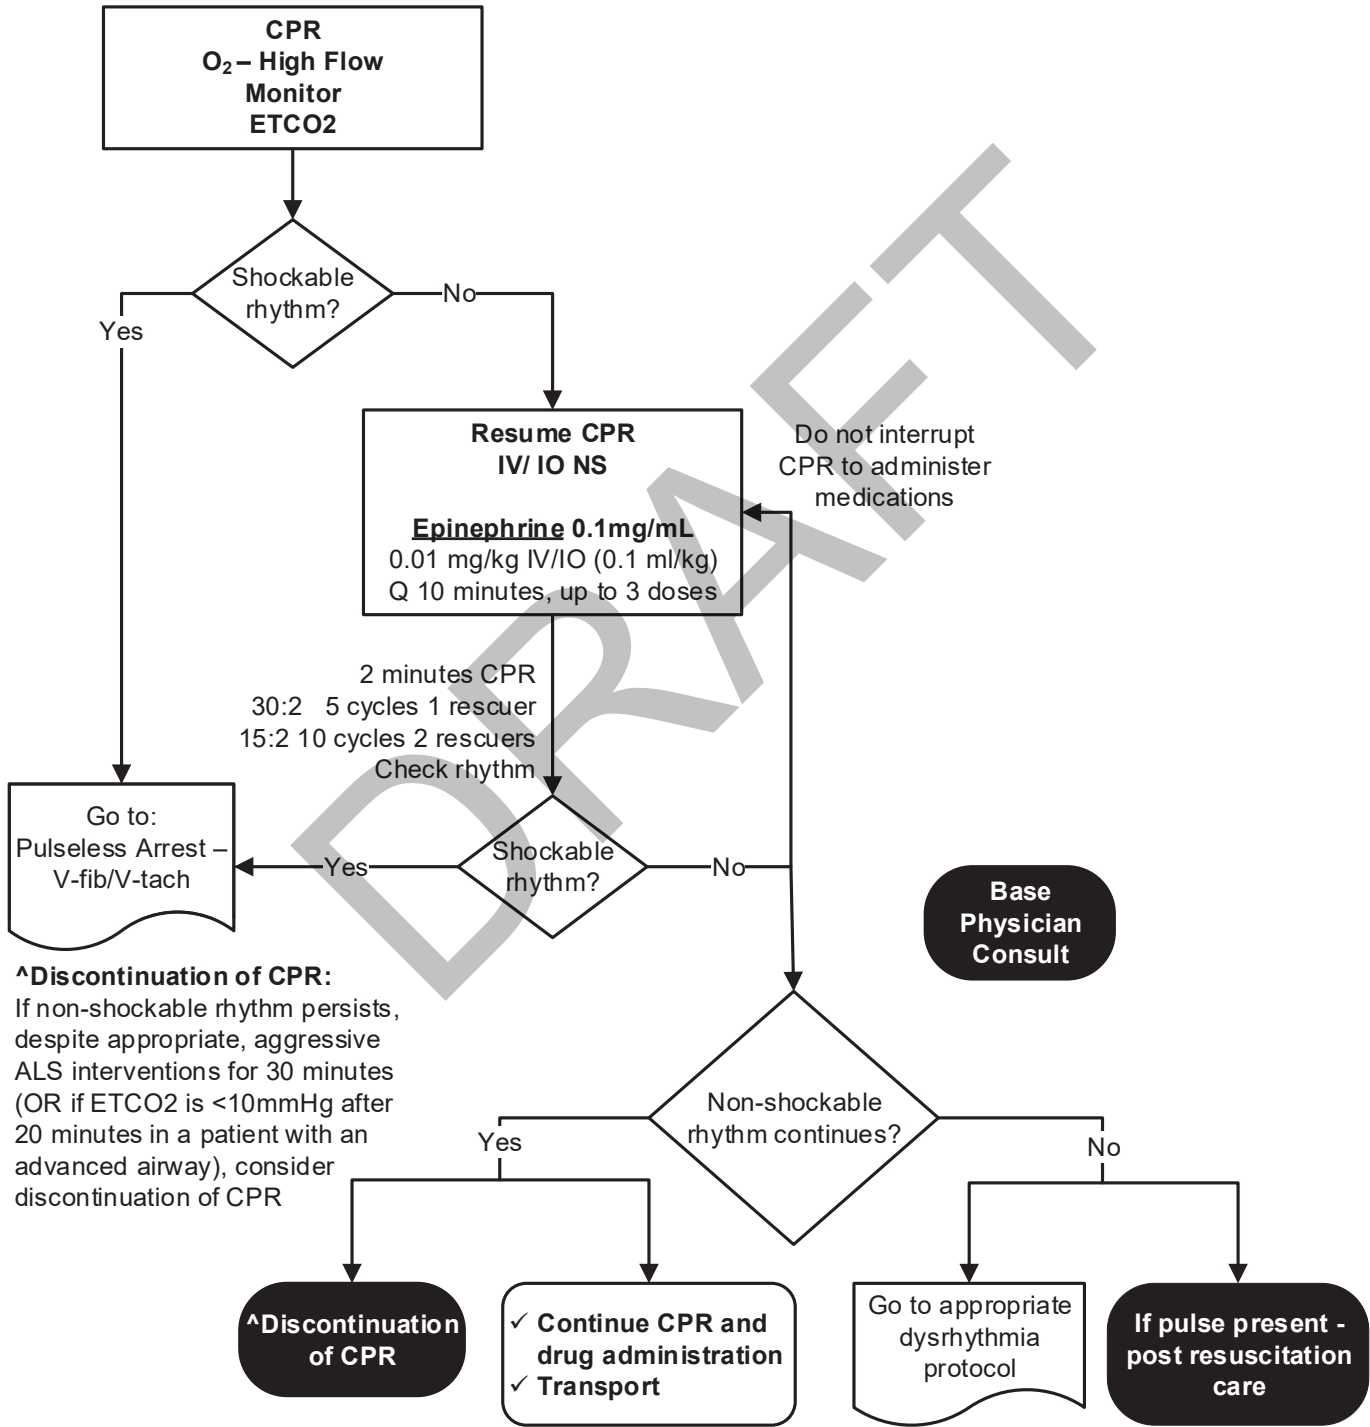 CPR
O2 – High Flow
Monitor
ETCO2
Shockable
rhythm?
No
Yes
Resume CPR
IV/ IO NS
Epinephrine 0.1mg/mL
0.01 mg/kg IV/IO (0.1 ml/kg)
Q 10 minutes, up to 3 doses
Do not interrupt
CPR to administer
medications
2 minutes CPR
30:2 5 cycles 1 rescuer
15:2 10 cycles 2 rescuers
Check rhythm
Go to:
Pulseless Arrest –
V-fib/V-tach
Yes
Shockable
rhythm?
No
Base
Physician
Consult
^Discontinuation of CPR:
If non-shockable rhythm persists,
despite appropriate, aggressive
ALS interventions for 30 minutes
(OR if ETCO2 is <10mmHg after
20 minutes in a patient with an
advanced airway), consider
discontinuation of CPR
Non-shockable
rhythm continues?
Yes
No
^Discontinuation
of CPR
✓ Continue CPR and
drug administration
✓ Transport
Go to appropriate
dysrhythmia
protocol
If pulse present -
post resuscitation
care
DRAFT